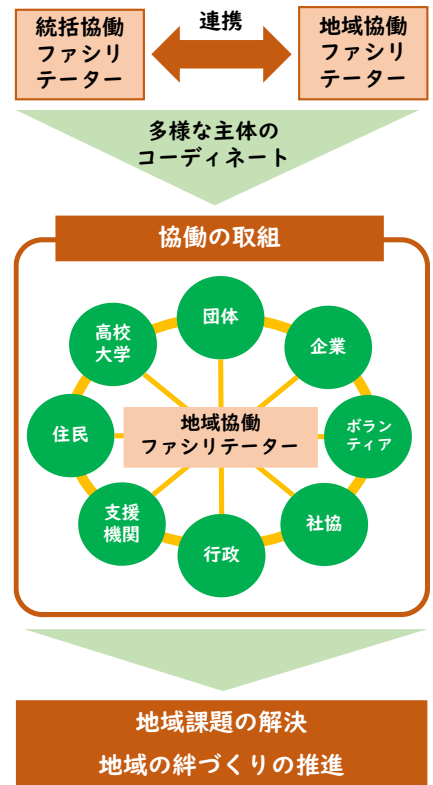 統括協働
ファシリ
テーター
連携
地域協働
ファシリ
テーター
多様な主体の
コーディネート
協働の取組
団体
企業
ボラン
ティア
社協
行政
支援
機関
住民
高校
大学
地域協働
ファシリテーター
地域課題の解決
地域の絆づくりの推進